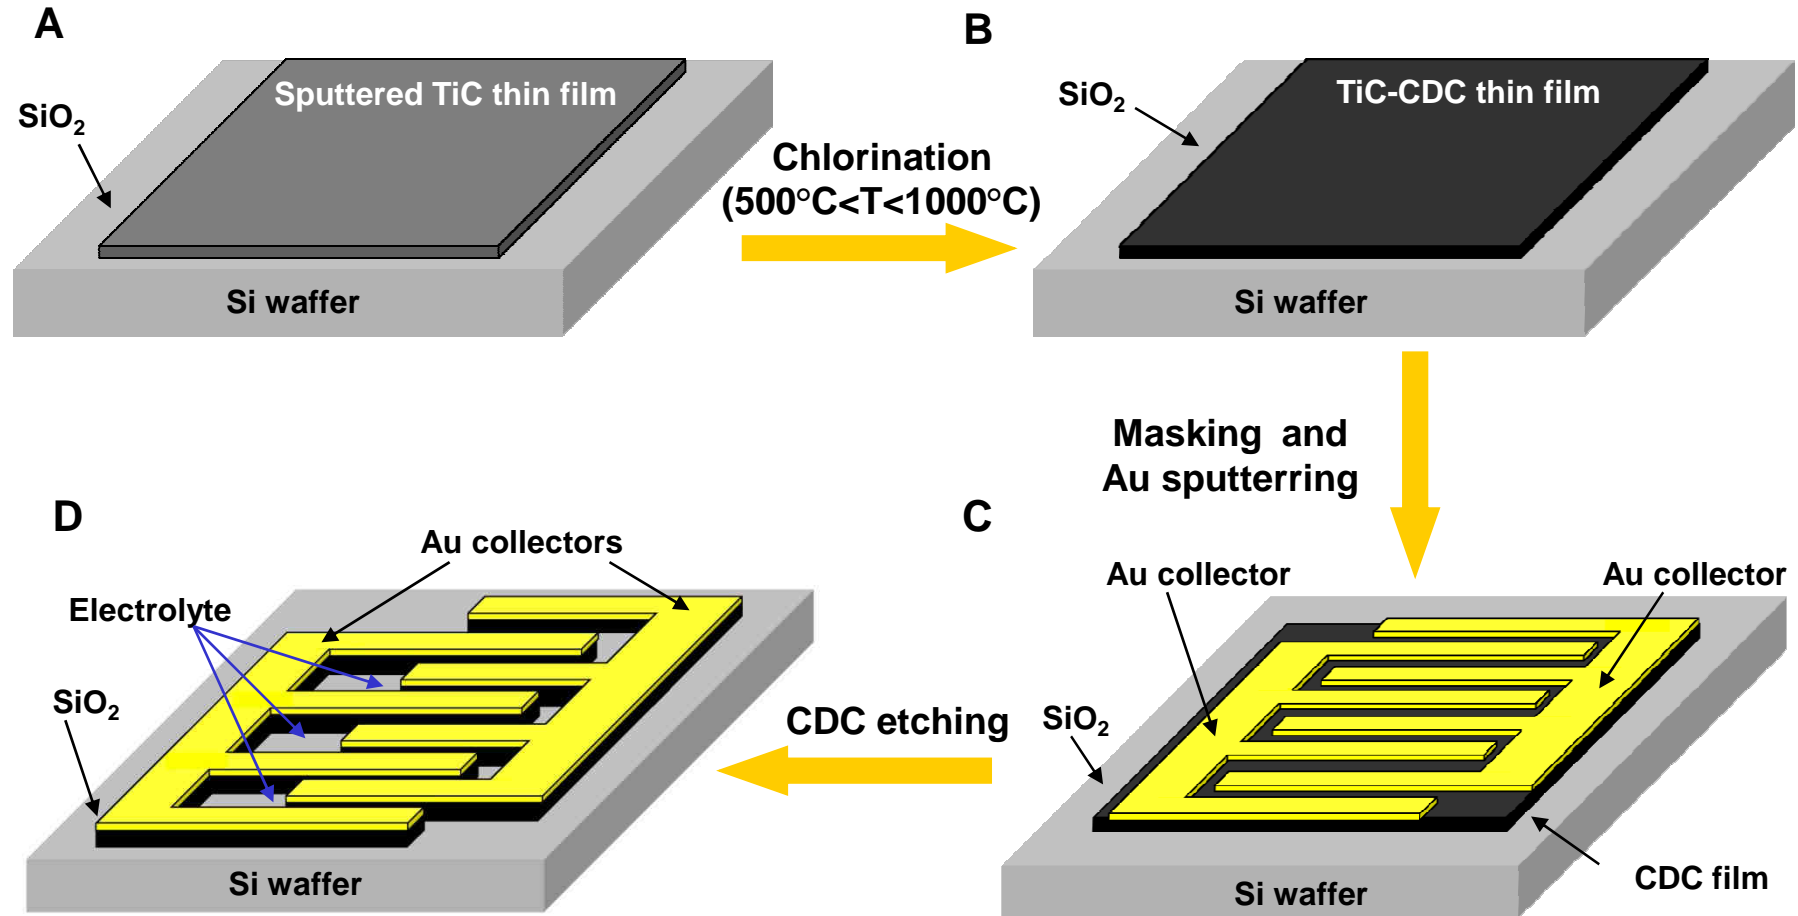 A
Sputtered TiC thin film
SiO₂
Si waffer
Chlorination
(500°C<T<1000°C)
B
TiC-CDC thin film
SiO₂
Si waffer
Masking and
Au sputterring
C
Au collector
Au collector
SiO₂
CDC film
Si waffer
CDC etching
D
Au collectors
Electrolyte
SiO₂
Si waffer